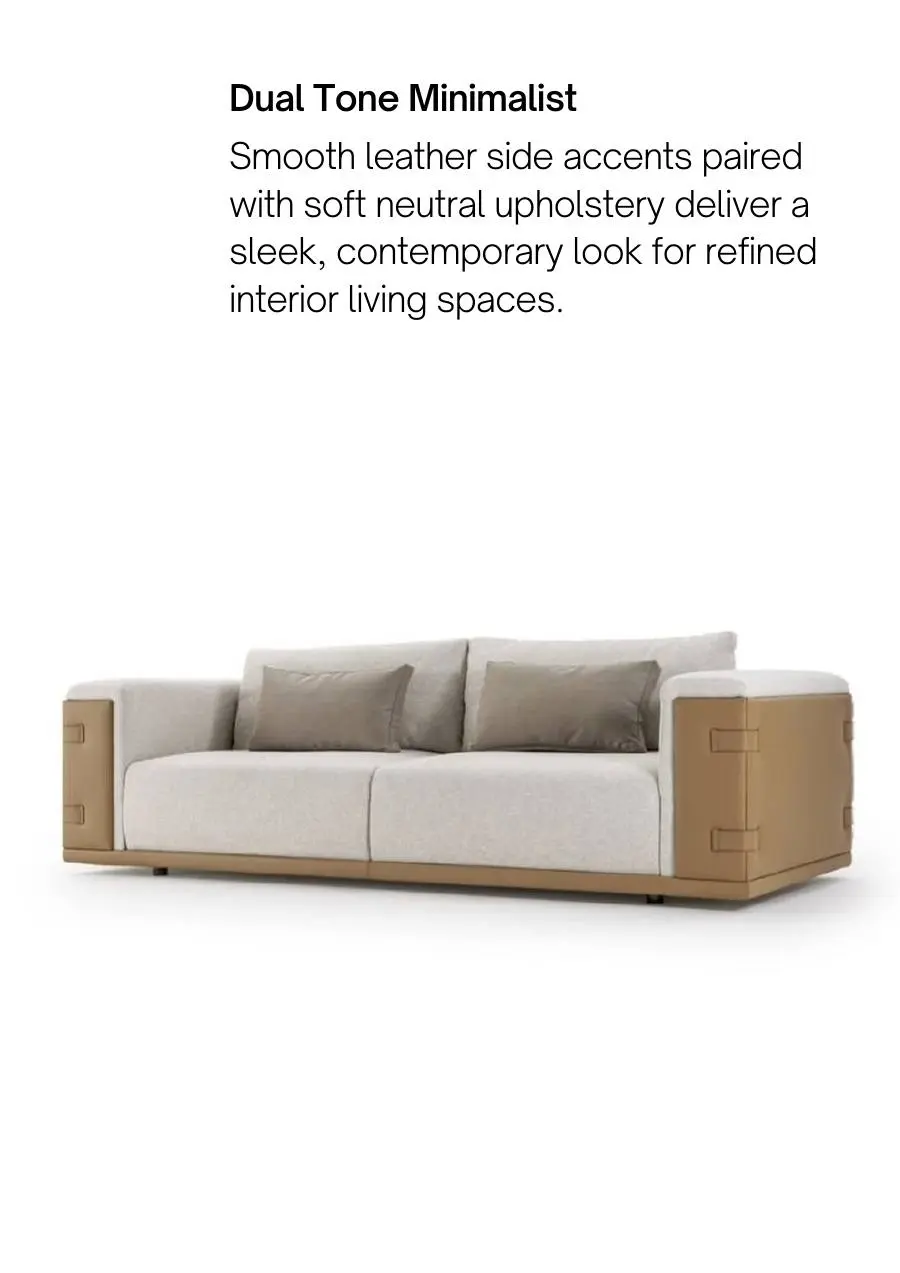 Dual Tone Minimalist
Smooth leather side accents paired
with soft neutral upholstery deliver a
sleek, contemporary look for refined
interior living spaces.